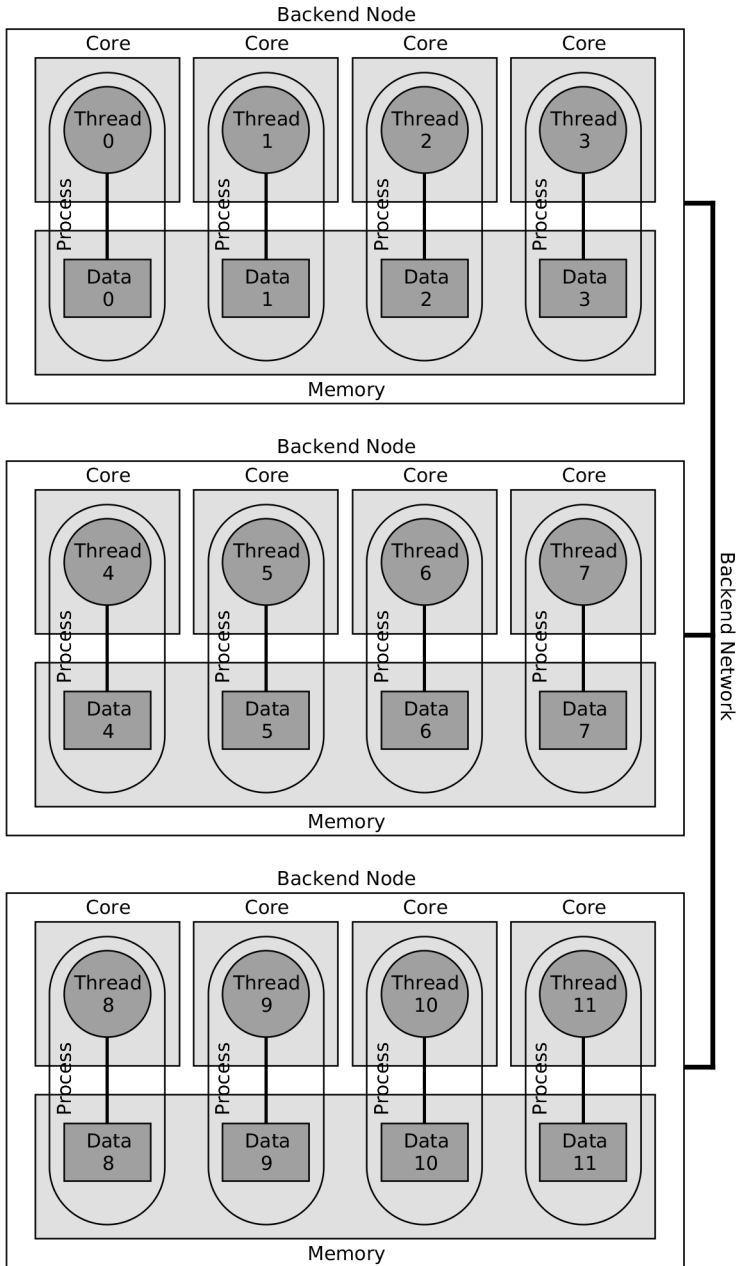 Backend Node
Core Core Core Core
Thread Thread Thread Thread
0 1 2 3
Process Process Process Process
Data Data Data Data
0 1 2 3
Memory
Backend Node
Core Core Core Core
Thread Thread Thread Thread
4 5 6 7
Process Process Process Process
Data Data Data Data
4 5 6 7
Memory
Backend Node
Core Core Core Core
Thread Thread Thread Thread
8 9 10 11
Process Process Process Process
Data Data Data Data
8 9 10 11
Memory
Backend Network